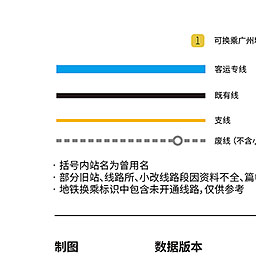 1 可换乘广州
客运专线
既有线
支线
废线（不含
· 括号内站名为曾用名
· 部分旧站、线路所、小改线路段因资料不全、篇
· 地铁换乘标识中包含未开通线路，仅供参考
制图 数据版本